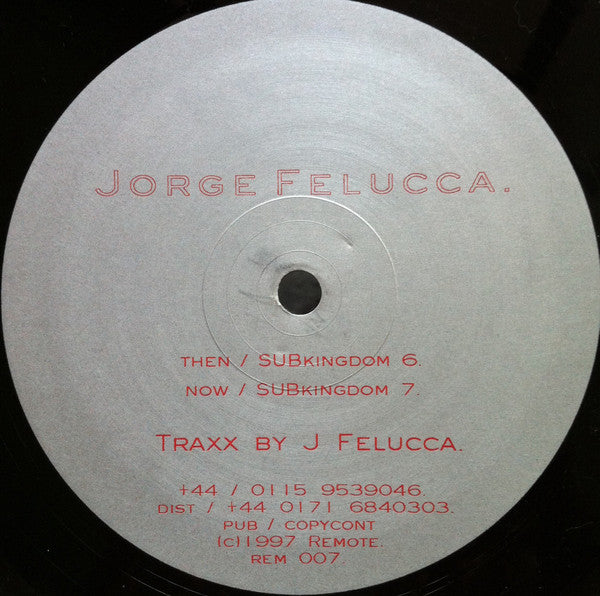 JORGE FELUCCA.
THEN / SUBKINGDOM 6.
NOW / SUBKINGDOM 7.
TRAXX BY J FELUCCA.
+44 / 0115 9539046.
DIST / +44 0171 6840303.
PUB / COPYCONT
(C)1997 REMOTE.
REM 007